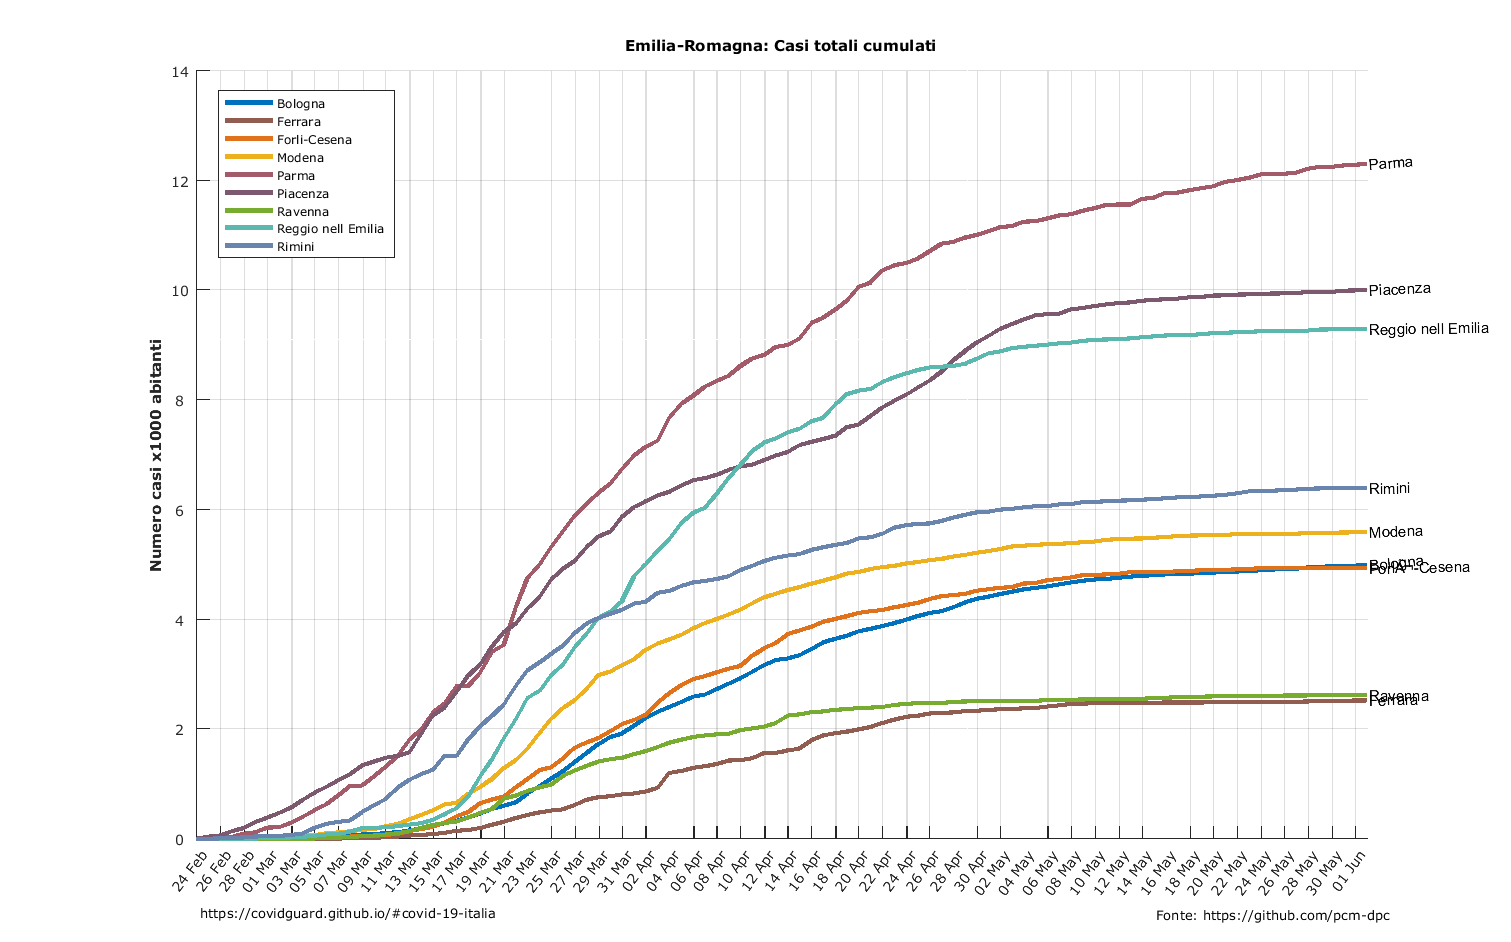 Emilia-Romagna: Casi totali cumulati
14
12
10
8
6
4
2
0
Numero casi x1000 abitanti
Bologna
Ferrara
Forlì-Cesena
Modena
Parma
Piacenza
Ravenna
Reggio nell Emilia
Rimini
Parma
Piacenza
Reggio nell Emilia
Rimini
Modena
Bologna
Ravenna
Ferrara
24 Feb
26 Feb
28 Feb
01 Mar
03 Mar
05 Mar
07 Mar
09 Mar
11 Mar
13 Mar
15 Mar
17 Mar
19 Mar
21 Mar
23 Mar
25 Mar
27 Mar
29 Mar
31 Mar
02 Apr
04 Apr
06 Apr
08 Apr
10 Apr
12 Apr
14 Apr
16 Apr
18 Apr
20 Apr
22 Apr
24 Apr
26 Apr
28 Apr
30 Apr
02 May
04 May
06 May
08 May
10 May
12 May
14 May
16 May
18 May
20 May
22 May
24 May
26 May
28 May
30 May
01 Jun
https://covidguard.github.io/#covid-19-italia
Fonte: https://github.com/pcm-dpc